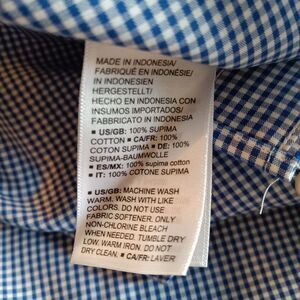 MADE IN INDONESIA/
FABRIQUÉ EN INDONÉSIE/
IN INDONESIEN
HERGESTELLT/
HECHO EN INDONESIA CON
INSUMOS IMPORTADOS/
FABBRICATO IN INDONESIA
■ US/GB: 100% SUPIMA
COTTON ■ CA/FR: 100%
COTON SUPIMA ■ DE: 100%
SUPIMA-BAUMWOLLE
■ ES/MX: 100% supima cotton
■ IT: 100% COTONE SUPIMA
■ US/GB: MACHINE WASH
WARM. WASH WITH LIKE
COLORS. DO NOT USE
FABRIC SOFTENER. ONLY
NON-CHLORINE BLEACH
WHEN NEEDED. TUMBLE DRY
LOW. WARM IRON. DO NOT
DRY CLEAN. ■ CA/FR: LAVER